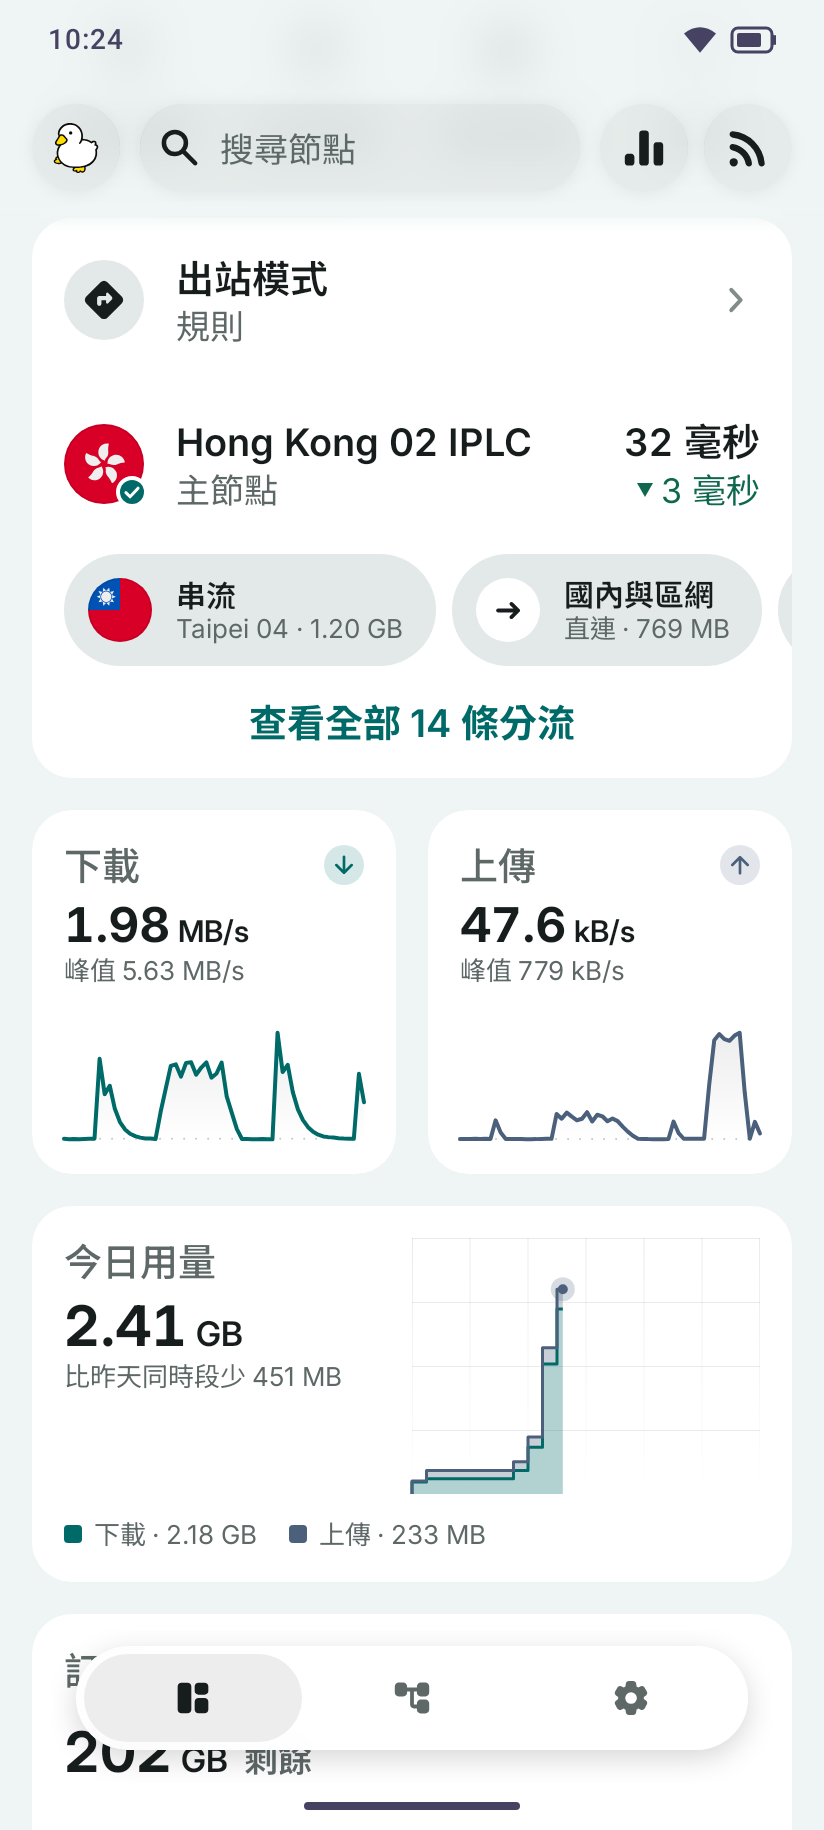 10:24
搜尋節點
出站模式
規則
Hong Kong 02 IPLC
32 毫秒
主節點
▼3 毫秒
串流
Taipei 04 · 1.20 GB
國內與區網
直連 · 769 MB
查看全部 14 條分流
下載
1.98 MB/s
峰值 5.63 MB/s
上傳
47.6 kB/s
峰值 779 kB/s
今日用量
2.41 GB
比昨天同時段少 451 MB
下載 · 2.18 GB
上傳 · 233 MB
202 GB 剩餘